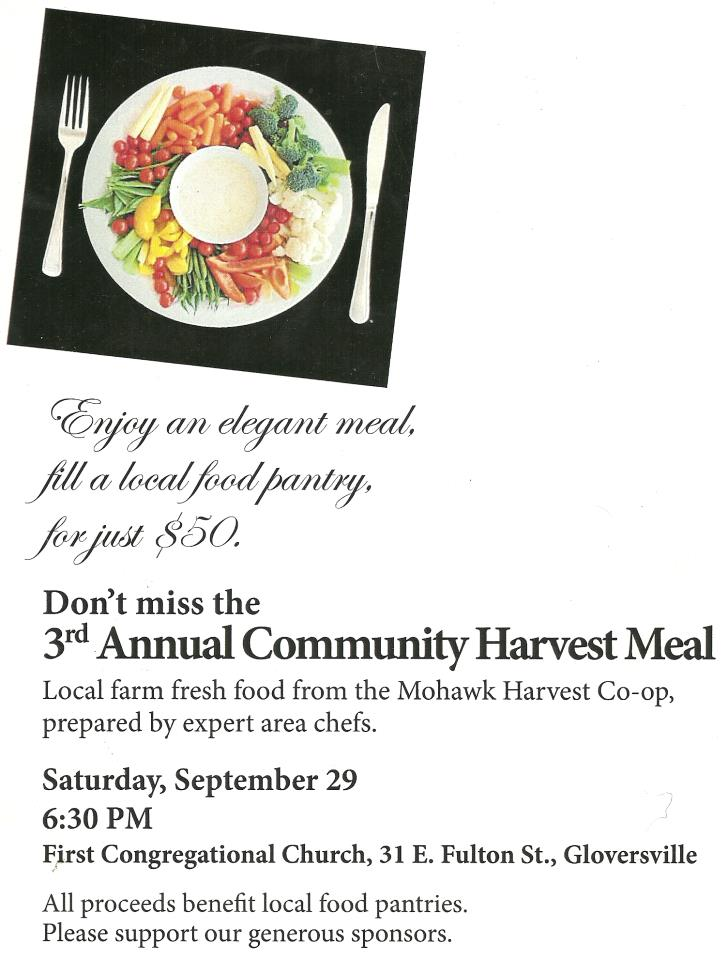 Enjoy an elegant meal,
fill a local food pantry,
for just $50.
Don't miss the
3rd Annual Community Harvest Meal
Local farm fresh food from the Mohawk Harvest Co-op,
prepared by expert area chefs.
Saturday, September 29
6:30 PM
First Congregational Church, 31 E. Fulton St., Gloversville
All proceeds benefit local food pantries.
Please support our generous sponsors.